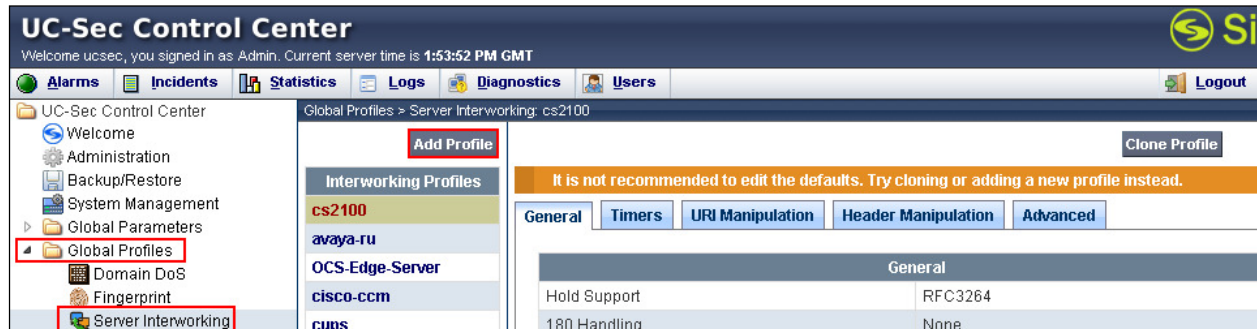 UC-Sec Control Center
Welcome ucsec, you signed in as Admin. Current server time is 1:53:52 PM GMT
Si
Alarms Incidents Statistics Logs Diagnostics Users Logout
UC-Sec Control Center
Welcome
Administration
Backup/Restore
System Management
Global Parameters
Global Profiles
Domain DoS
Fingerprint
Server Interworking
Global Profiles > Server Interworking: cs2100
Add Profile
Clone Profile
Interworking Profiles
cs2100
avaya-ru
OCS-Edge-Server
cisco-ccm
cups
It is not recommended to edit the defaults. Try cloning or adding a new profile instead.
General Timers URI Manipulation Header Manipulation Advanced
General
Hold Support RFC3264
180 Handling None